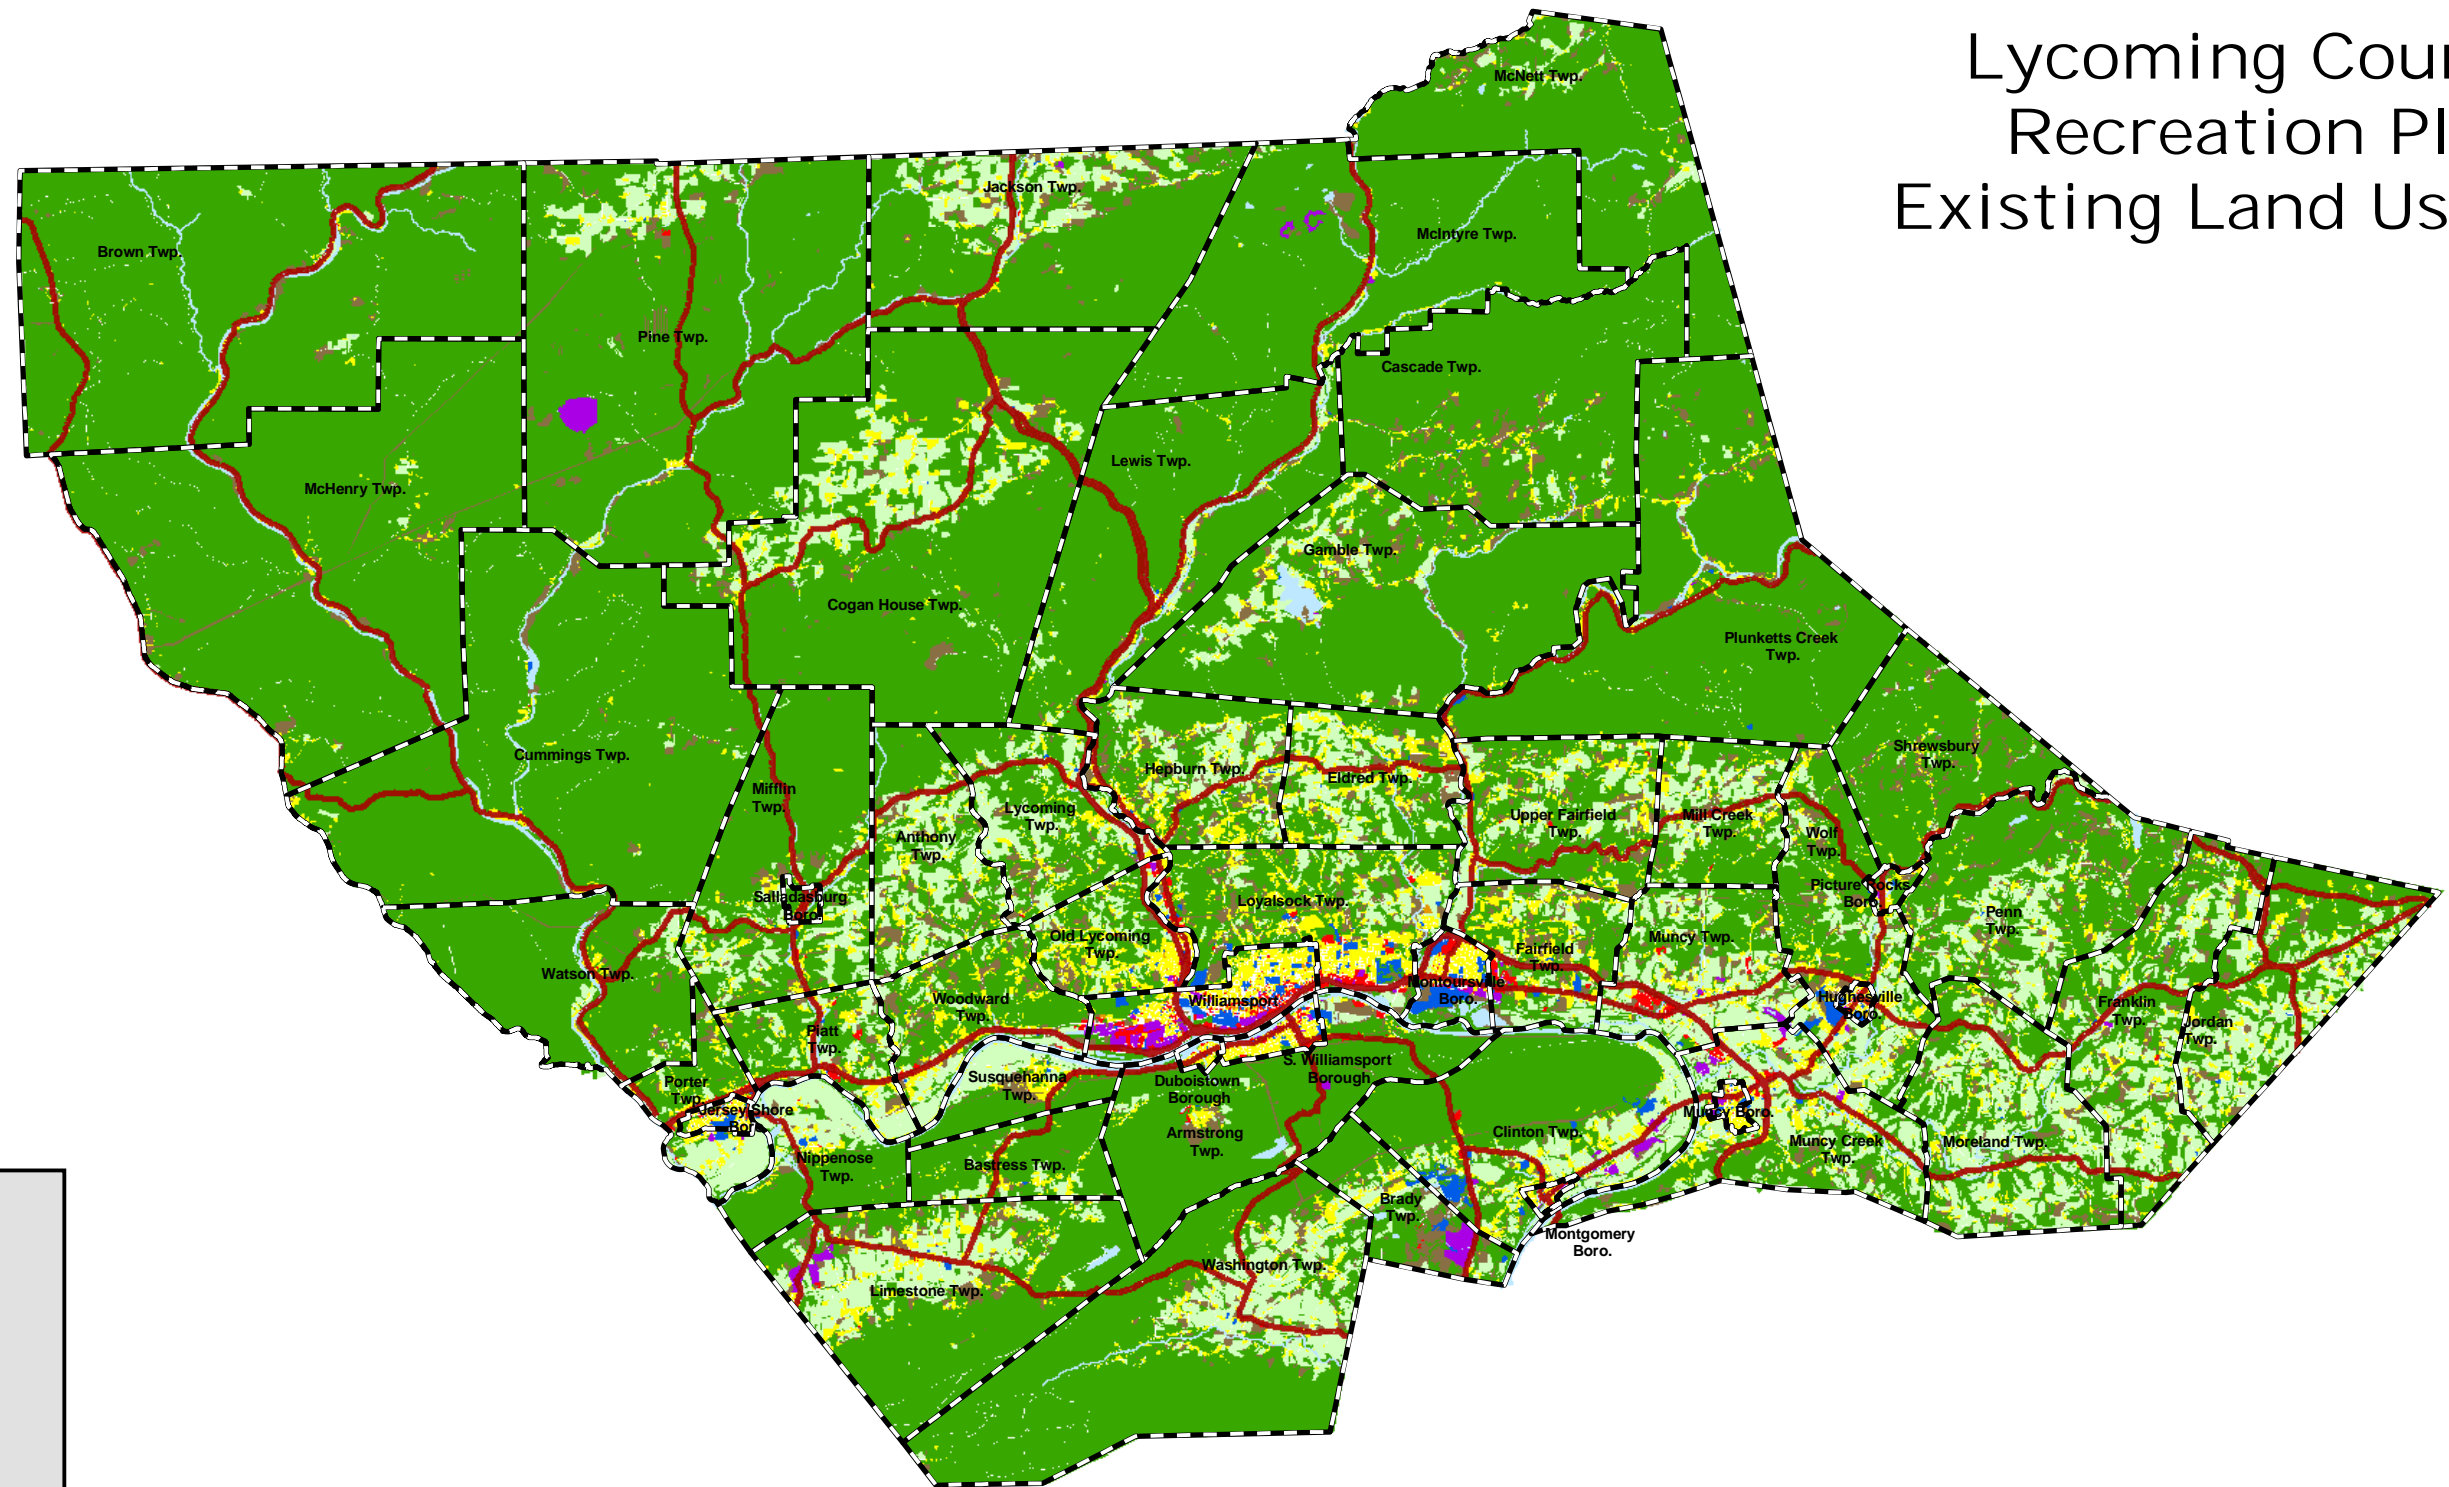 Lycoming Cou
Recreation Pl
Existing Land Us
McNett Twp.
Jackson Twp.
McIntyre Twp.
Brown Twp.
Pine Twp.
Cascade Twp.
Lewis Twp.
McHenry Twp.
Gamble Twp.
Cogan House Twp.
Plunketts Creek
Twp.
Shrewsbury
Twp.
Cummings Twp.
Hepburn Twp.
Eldred Twp.
Mifflin
Twp.
Lycoming
Twp.
Upper Fairfield
Twp.
Mill Creek
Twp.
Wolf
Twp.
Anthony
Twp.
Picture Rocks
Boro.
Salladasburg
Boro.
Loyalsock Twp.
Penn
Twp.
Old Lycoming
Twp.
Fairfield
Twp.
Muncy Twp.
Watson Twp.
Woodward
Twp.
Williamsport
Montoursville
Boro.
Hughesville
Boro.
Franklin
Twp.
Jordan
Twp.
Piatt
Twp.
S. Williamsport
Borough
Susquehanna
Twp.
Duboistown
Borough
Porter
Twp.
Jersey Shore
Boro.
Muncy Boro.
Armstrong
Twp.
Clinton Twp.
Muncy Creek
Twp.
Moreland Twp.
Nippenose
Twp.
Bastress Twp.
Brady
Twp.
Montgomery
Boro.
Washington Twp.
Limestone Twp.